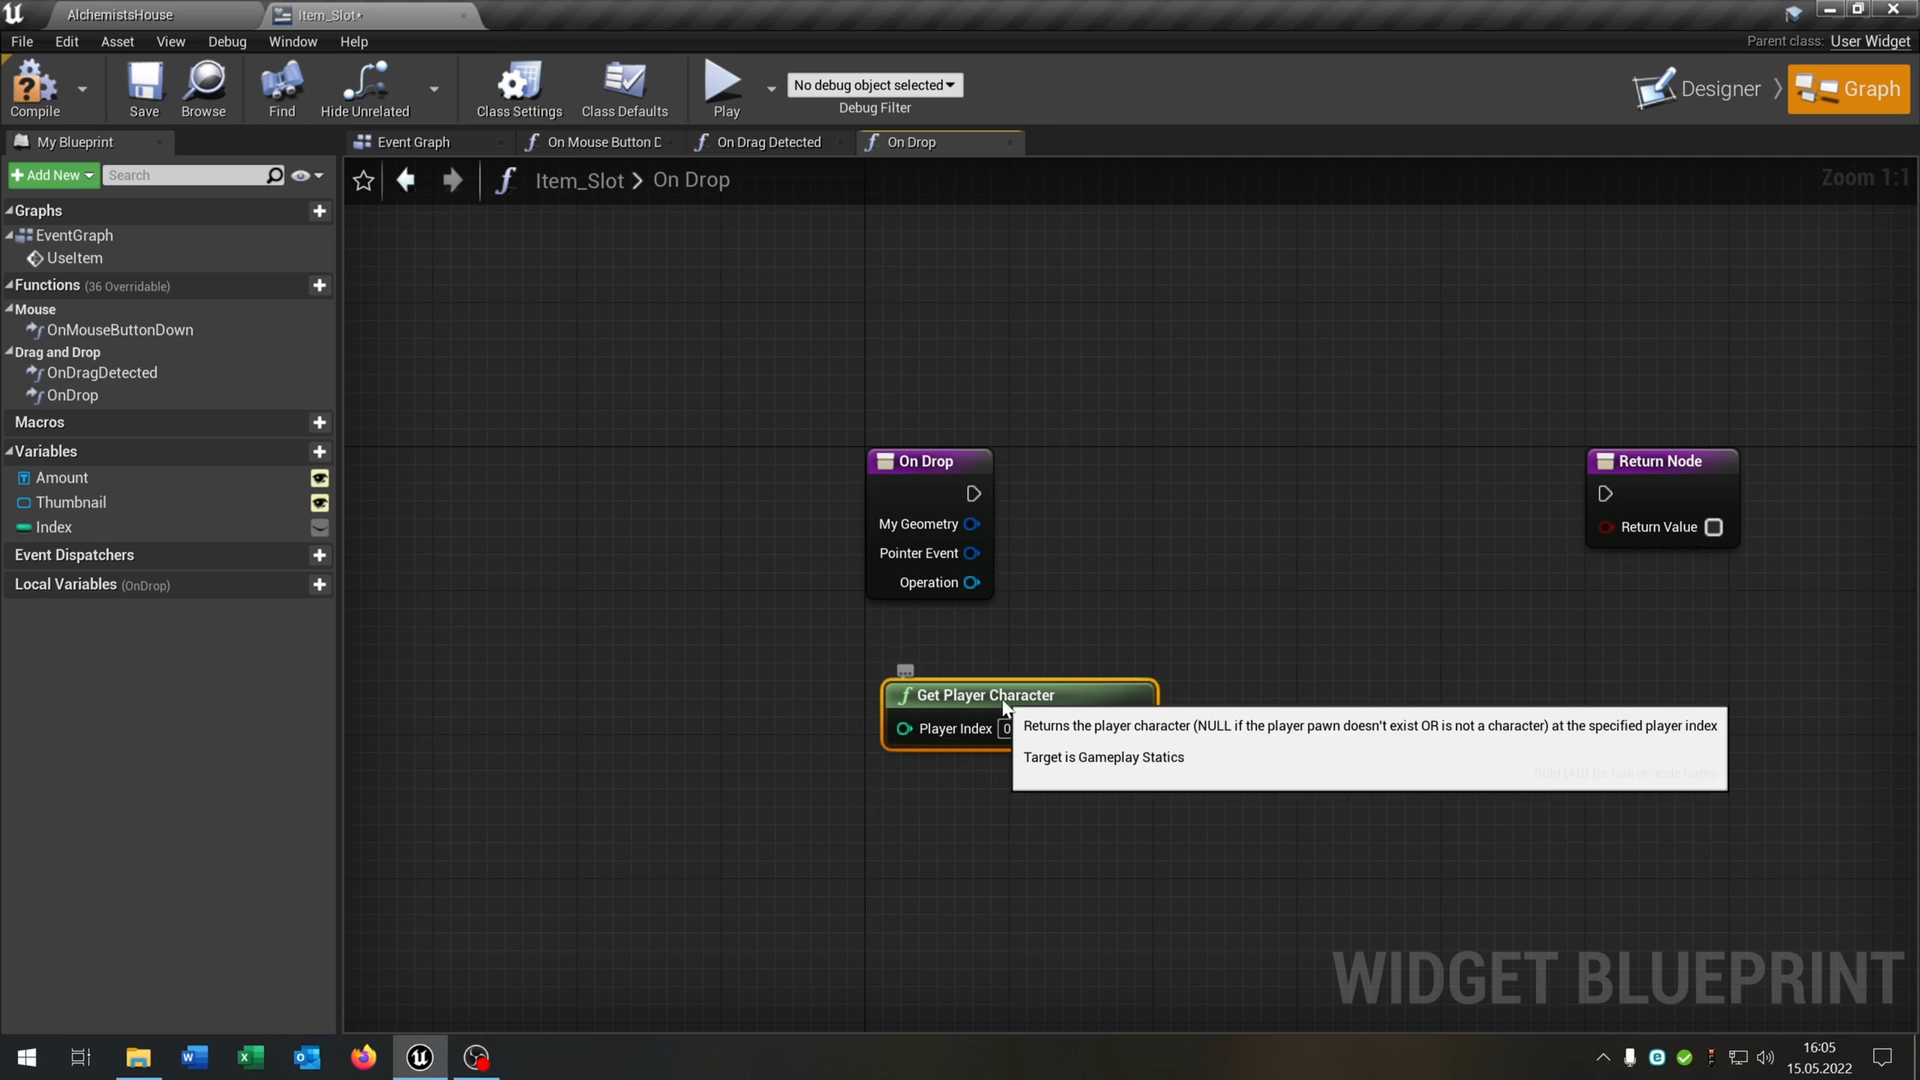 AlchemistsHouse
Item_Slot*
File Edit Asset View Debug Window Help
Parent class: User Widget
Compile
Save
Browse
Find
Hide Unrelated
Class Settings
Class Defaults
Play
No debug object selected
Debug Filter
Designer
Graph
My Blueprint
Event Graph
On Mouse Button D
On Drag Detected
On Drop
Add New
Search
Item_Slot > On Drop
Zoom 1:1
Graphs
EventGraph
UseItem
Functions (36 Overridable)
Mouse
OnMouseButtonDown
Drag and Drop
OnDragDetected
OnDrop
Macros
Variables
Amount
Thumbnail
Index
Event Dispatchers
Local Variables (OnDrop)
On Drop
My Geometry
Pointer Event
Operation
Return Node
Return Value
Get Player Character
Player Index 0
Returns the player character (NULL if the player pawn doesn't exist OR is not a character) at the specified player index
Target is Gameplay Statics
hold (Alt) for native node name
WIDGET BLUEPRINT
16:05
15.05.2022